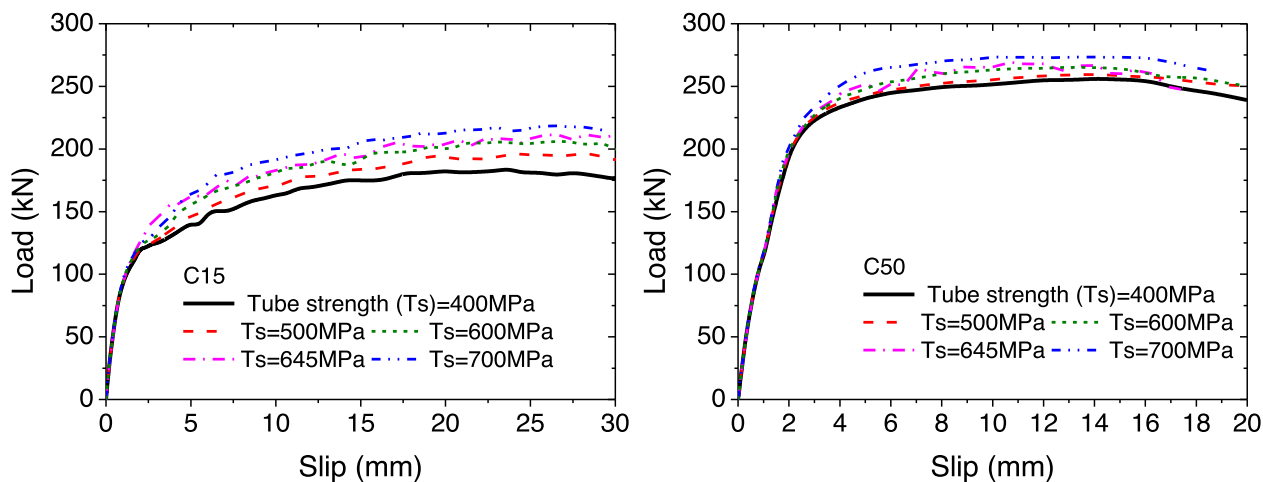 300
250
200
150
100
50
0
Load (kN)
C15
Tube strength (Ts)=400MPa
Ts=500MPa Ts=600MPa
Ts=645MPa Ts=700MPa
0 5 10 15 20 25 30
Slip (mm)
300
250
200
150
100
50
0
Load (kN)
C50
Tube strength (Ts)=400MPa
Ts=500MPa Ts=600MPa
Ts=645MPa Ts=700MPa
0 2 4 6 8 10 12 14 16 18 20
Slip (mm)